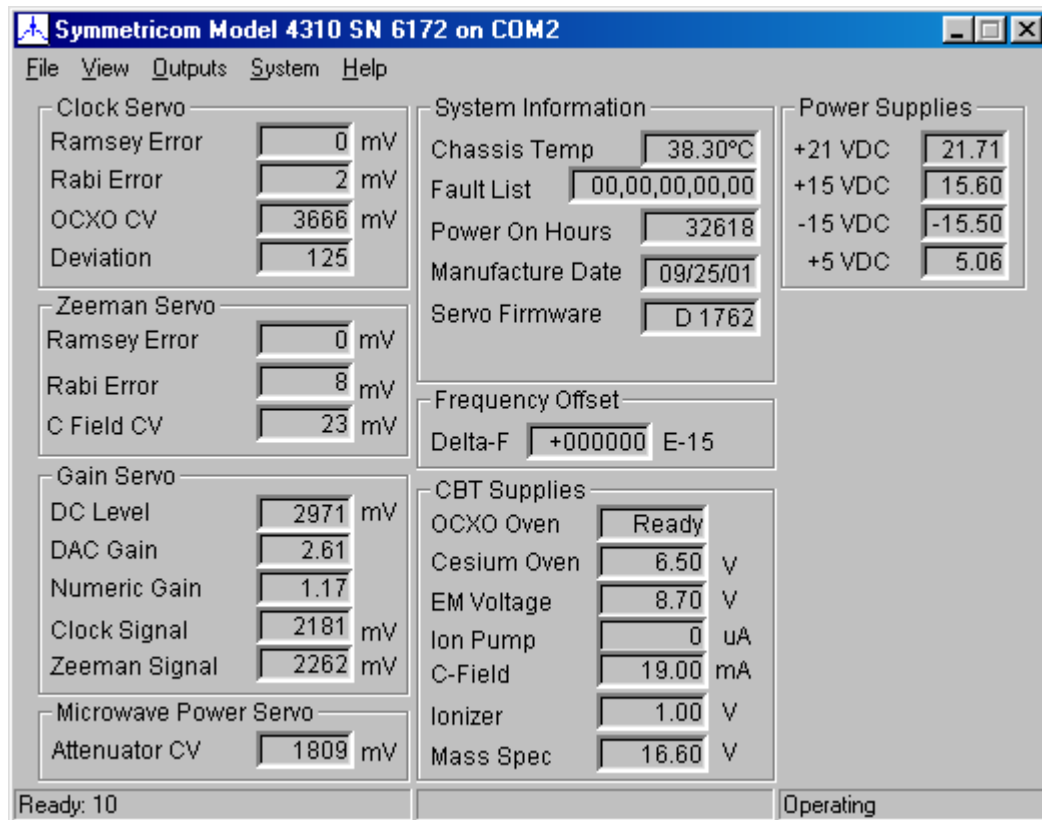 Symmetricom Model 4310 SN 6172 on COM2
File View Outputs System Help
Clock Servo
Ramsey Error 0 mV
Rabi Error 2 mV
OCXO CV 3666 mV
Deviation 125
Zeeman Servo
Ramsey Error 0 mV
Rabi Error 8 mV
C Field CV 23 mV
Gain Servo
DC Level 2971 mV
DAC Gain 2.61
Numeric Gain 1.17
Clock Signal 2181 mV
Zeeman Signal 2262 mV
Microwave Power Servo
Attenuator CV 1809 mV
System Information
Chassis Temp 38.30ºC
Fault List 00,00,00,00,00
Power On Hours 32618
Manufacture Date 09/25/01
Servo Firmware D 1762
Frequency Offset
Delta-F +000000 E-15
CBT Supplies
OCXO Oven Ready
Cesium Oven 6.50 V
EM Voltage 8.70 V
Ion Pump 0 uA
C-Field 19.00 mA
Ionizer 1.00 V
Mass Spec 16.60 V
Power Supplies
+21 VDC 21.71
+15 VDC 15.60
-15 VDC -15.50
+5 VDC 5.06
Ready: 10
Operating